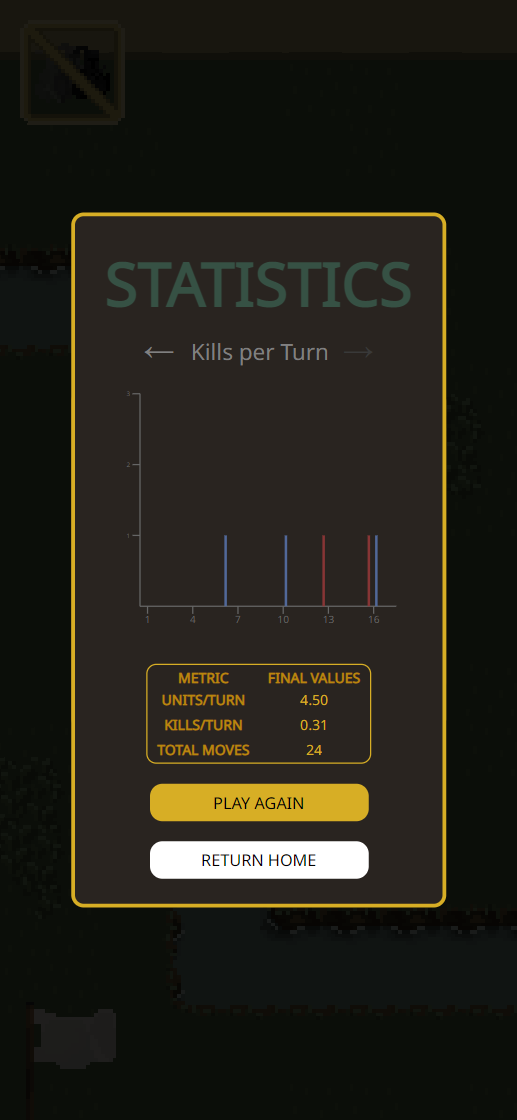 STATISTICS
← Kills per Turn →
3
2
1
1 4 7 10 13 16
METRIC FINAL VALUES
UNITS/TURN 4.50
KILLS/TURN 0.31
TOTAL MOVES 24
PLAY AGAIN
RETURN HOME